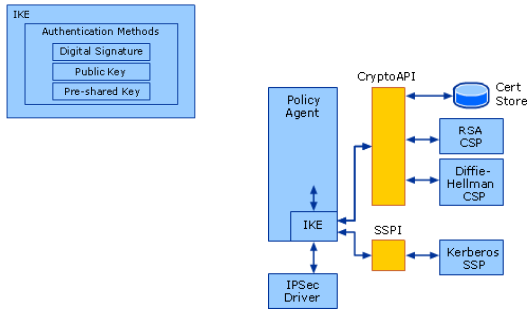 IKE
Authentication Methods
Digital Signature
Public Key
Pre-shared Key
CryptoAPI
Policy
Agent
Cert
Store
RSA
CSP
Diffie-
Hellman
CSP
IKE
SSPI
Kerberos
SSP
IPSec
Driver